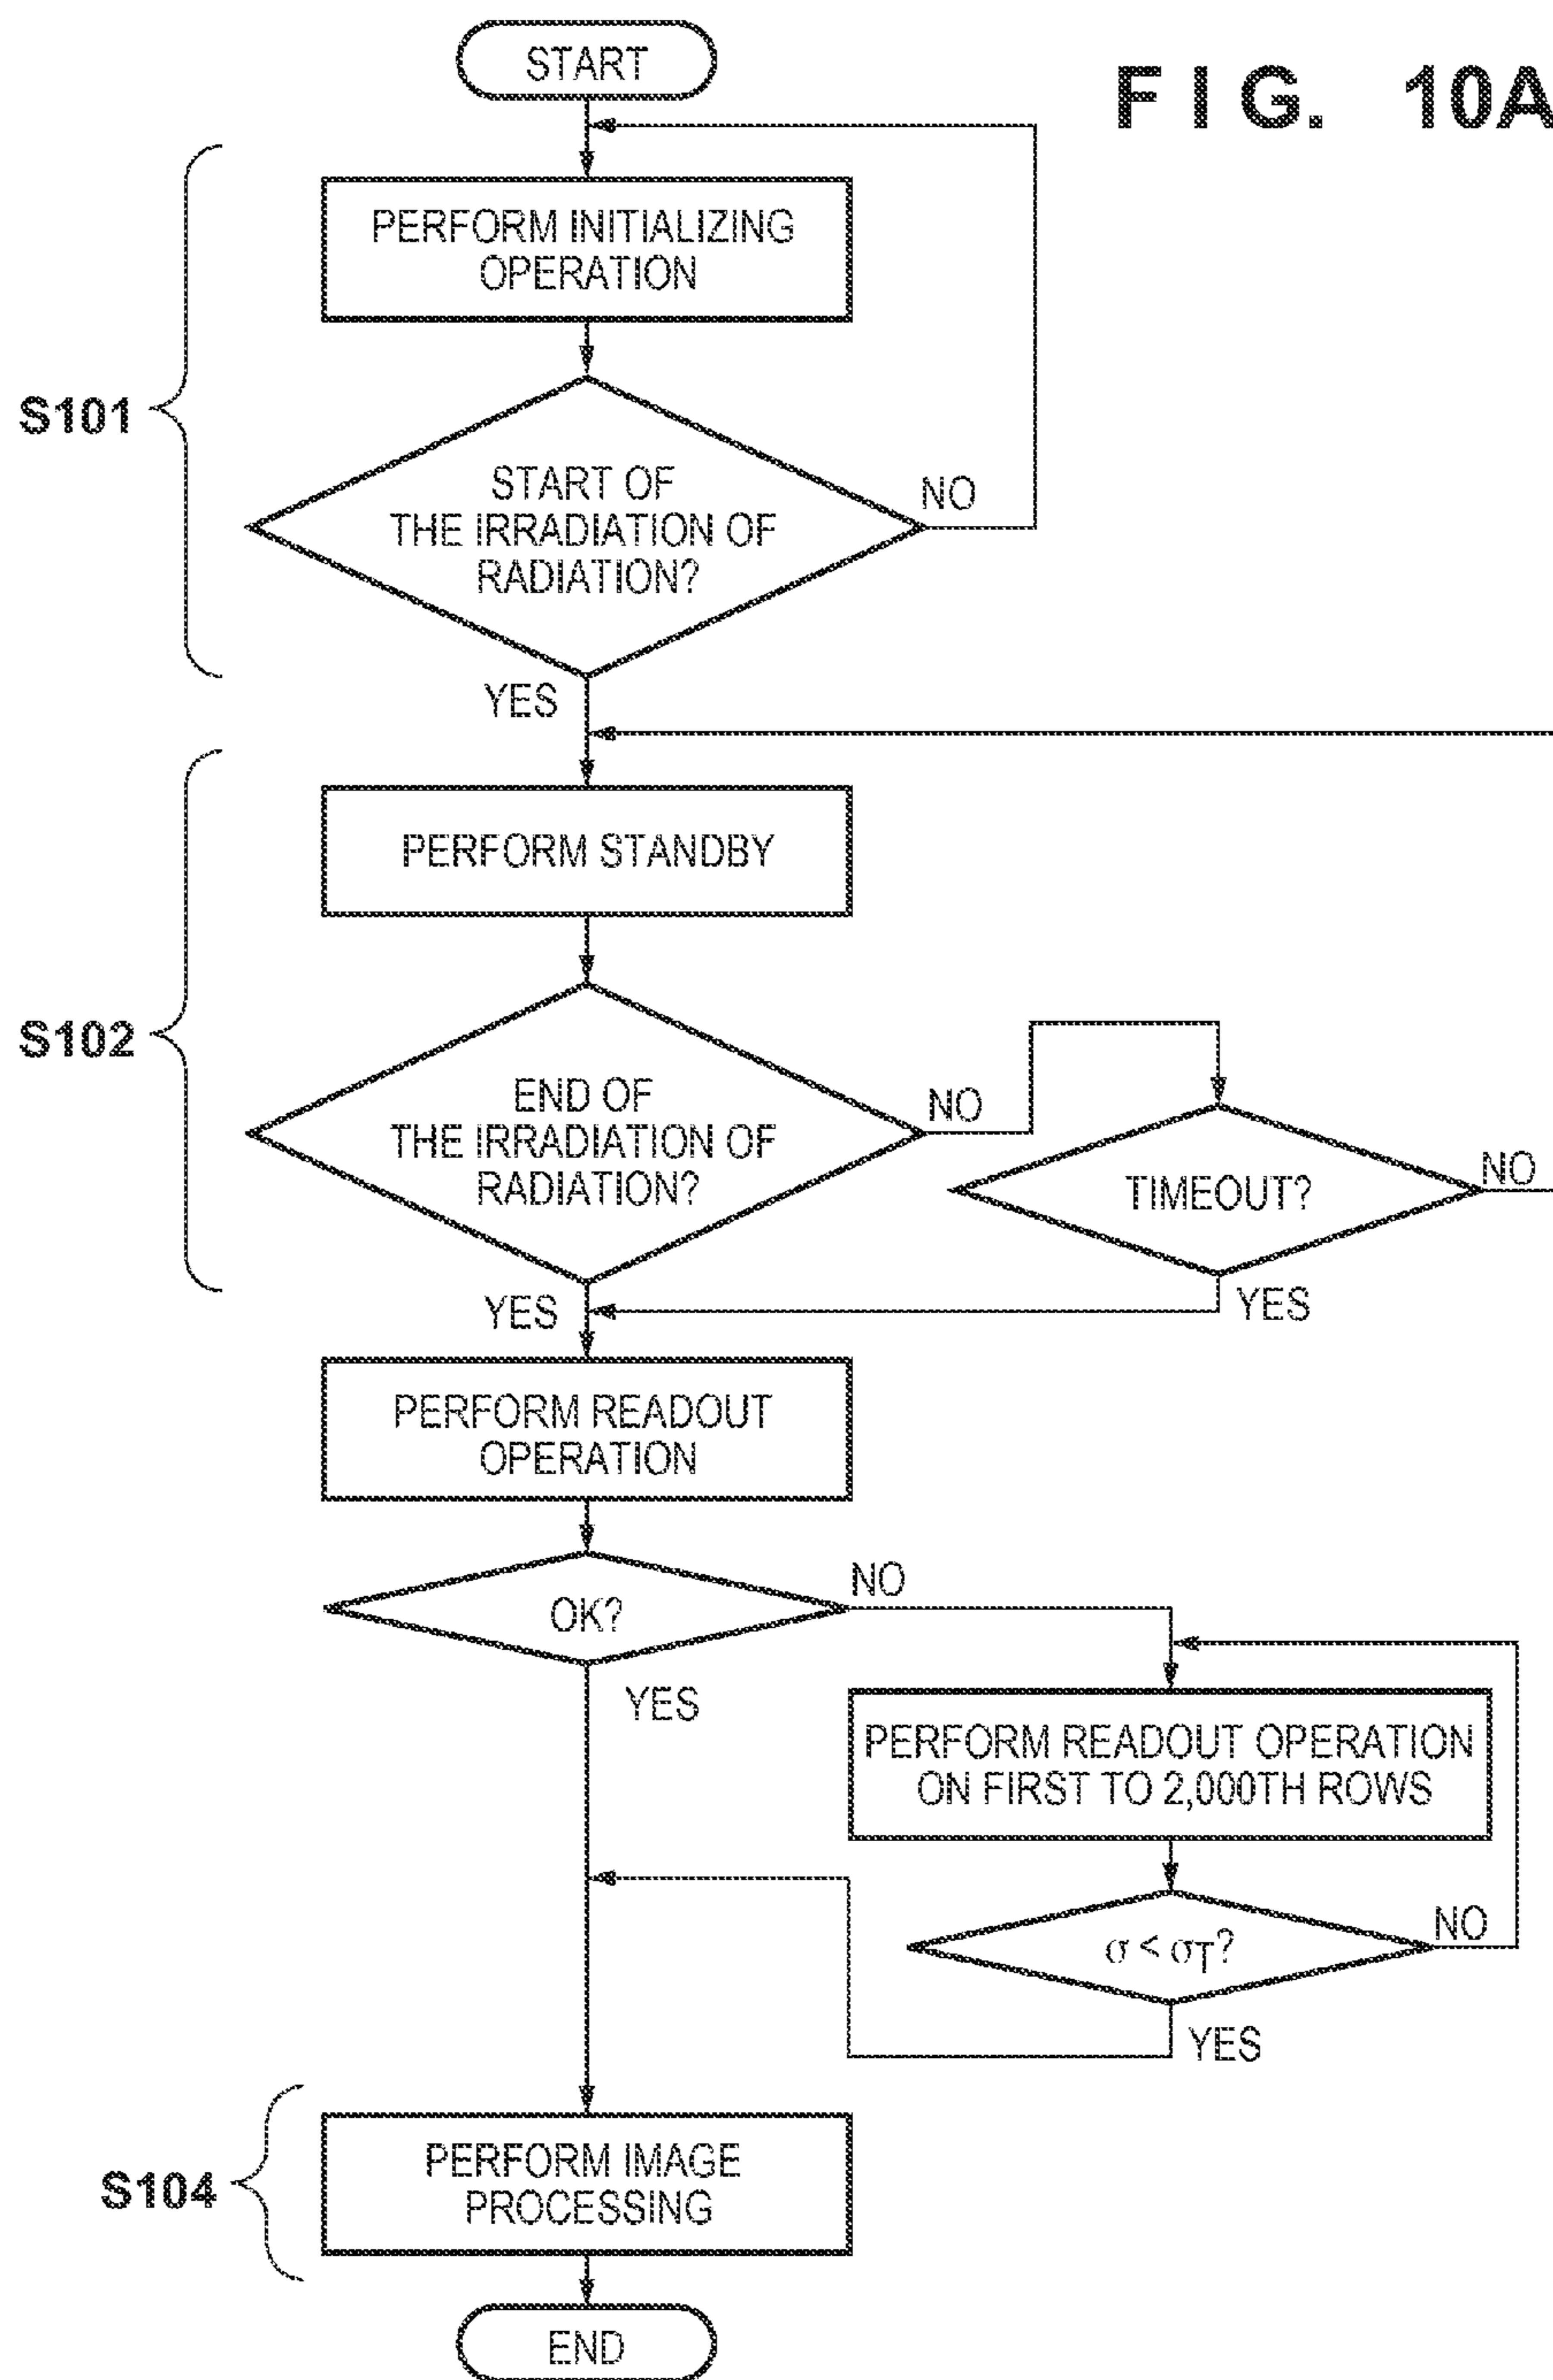 START
FIG. 10A
PERFORM INITIALIZING
OPERATION
S101
START OF
THE IRRADIATION OF
RADIATION?
NO
YES
PERFORM STANDBY
S102
END OF
THE IRRADIATION OF
RADIATION?
NO
TIMEOUT?
NO
YES
YES
PERFORM READOUT
OPERATION
OK?
NO
YES
PERFORM READOUT OPERATION
ON FIRST TO 2,000TH ROWS
σ < σT?
NO
YES
S104
PERFORM IMAGE
PROCESSING
END